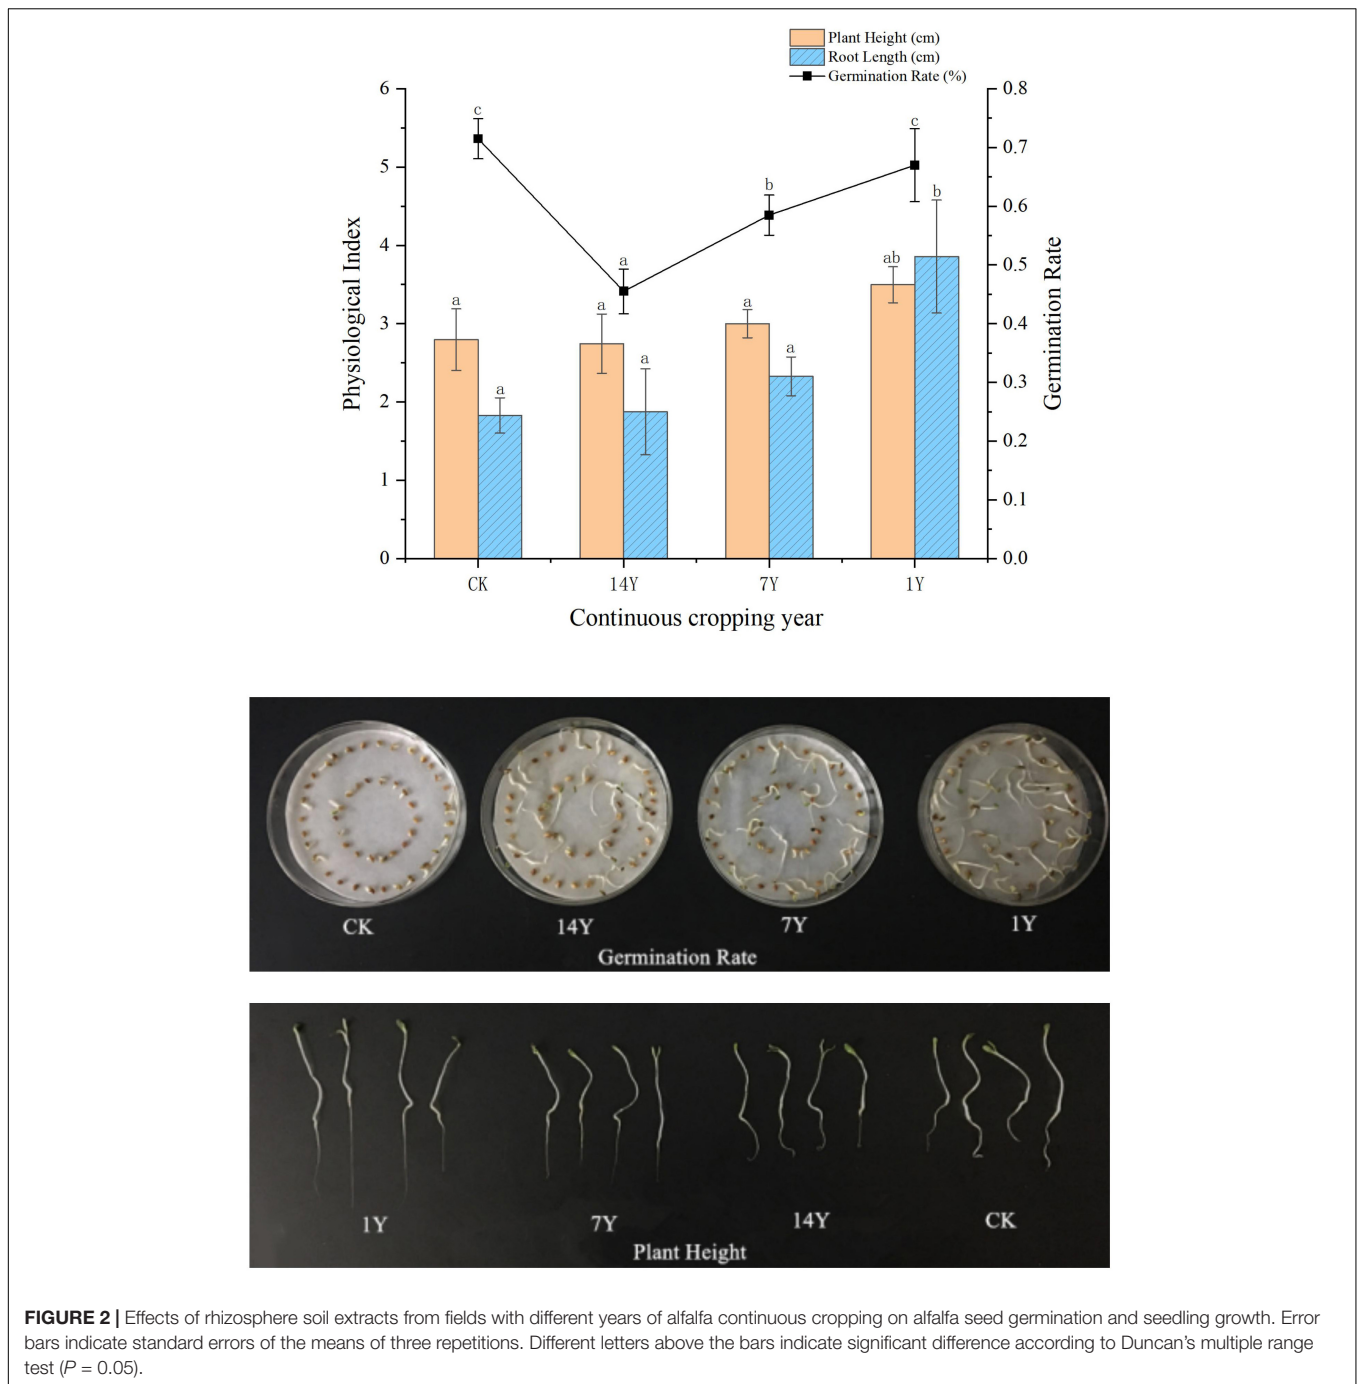 Plant Height (cm)
Root Length (cm)
Germination Rate (%)
6
5
4
3
2
1
0
Physiological Index
0.8
0.7
0.6
0.5
0.4
0.3
0.2
0.1
0.0
Germination Rate
c
a
b
c
a
a
a
a
a
a
ab
b
CK
14Y
7Y
1Y
Continuous cropping year
CK
14Y
7Y
1Y
Germination Rate
1Y
7Y
14Y
CK
Plant Height
FIGURE 2 | Effects of rhizosphere soil extracts from fields with different years of alfalfa continuous cropping on alfalfa seed germination and seedling growth. Error
bars indicate standard errors of the means of three repetitions. Different letters above the bars indicate significant difference according to Duncan's multiple range
test (P = 0.05).